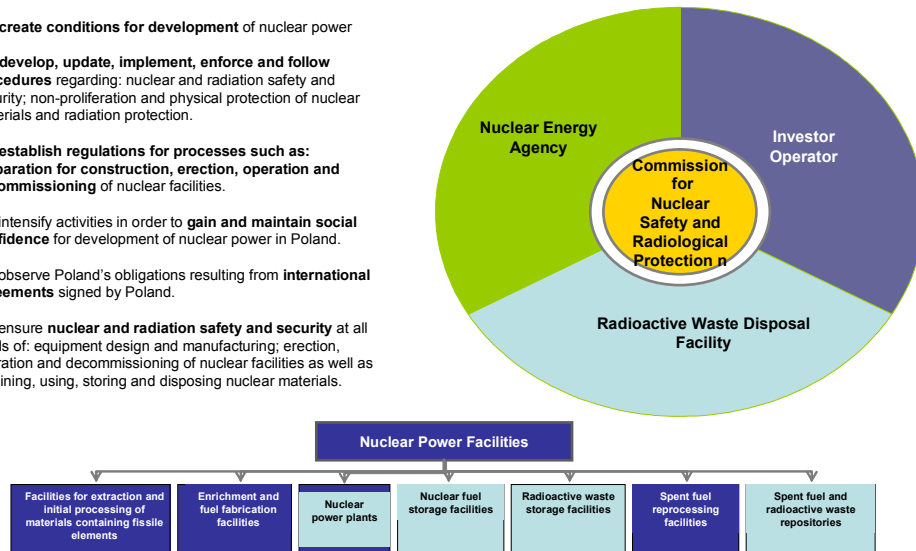 create conditions for development of nuclear power
develop, update, implement, enforce and follow
cedures regarding: nuclear and radiation safety and
urity; non-proliferation and physical protection of nuclear
erials and radiation protection.
establish regulations for processes such as:
paration for construction, erection, operation and
ommissioning of nuclear facilities.
intensify activities in order to gain and maintain social
fidence for development of nuclear power in Poland.
observe Poland's obligations resulting from international
eements signed by Poland.
ensure nuclear and radiation safety and security at all
ds of: equipment design and manufacturing; erection,
ration and decommissioning of nuclear facilities as well as
ining, using, storing and disposing nuclear materials.
Nuclear Energy
Agency
Investor
Operator
Commission
for
Nuclear
Safety and
Radiological
Protection n
Radioactive Waste Disposal
Facility
Nuclear Power Facilities
Facilities for extraction and
initial processing of
materials containing fissile
elements
Enrichment and
fuel fabrication
facilities
Nuclear
power plants
Nuclear fuel
storage facilities
Radioactive waste
storage facilities
Spent fuel
reprocessing
facilities
Spent fuel and
radioactive waste
repositories